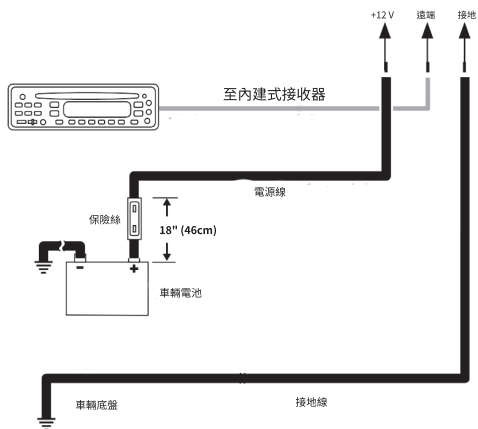 +12 V
遠端
接地
至內建式接收器
電源線
保險絲
18" (46cm)
- +
車輛電池
車輛底盤
接地線